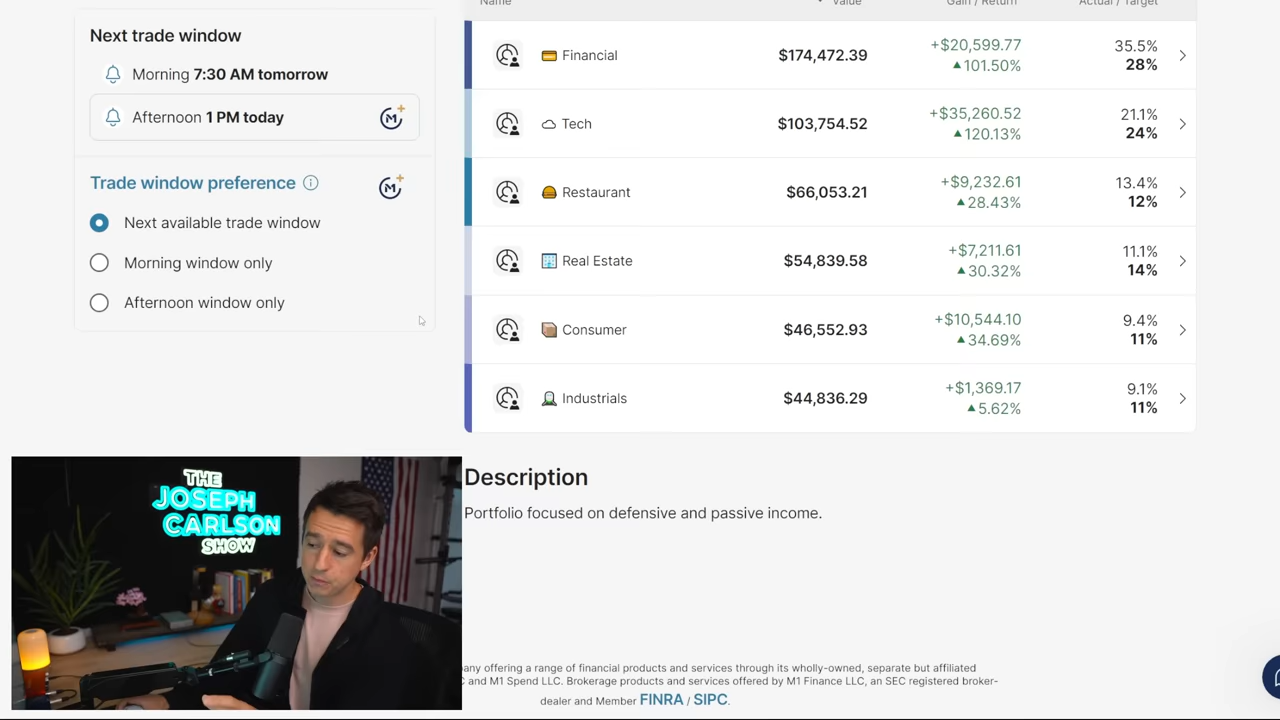 Name
Value
Gain / Return
Actual / Target
Next trade window
Morning 7:30 AM tomorrow
Afternoon 1 PM today
M+
Trade window preference
M+
Next available trade window
Morning window only
Afternoon window only
Financial
$174,472.39
+$20,599.77
101.50%
35.5%
28%
Tech
$103,754.52
+$35,260.52
120.13%
21.1%
24%
Restaurant
$66,053.21
+$9,232.61
28.43%
13.4%
12%
Real Estate
$54,839.58
+$7,211.61
30.32%
11.1%
14%
Consumer
$46,552.93
+$10,544.10
34.69%
9.4%
11%
Industrials
$44,836.29
+$1,369.17
5.62%
9.1%
11%
Description
Portfolio focused on defensive and passive income.
THE
JOSEPH
CARLSON
SHOW
offering a range of financial products and services through its wholly-owned, separate but affiliated
and M1 Spend LLC. Brokerage products and services offered by M1 Finance LLC, an SEC registered broker-
dealer and Member FINRA / SIPC.